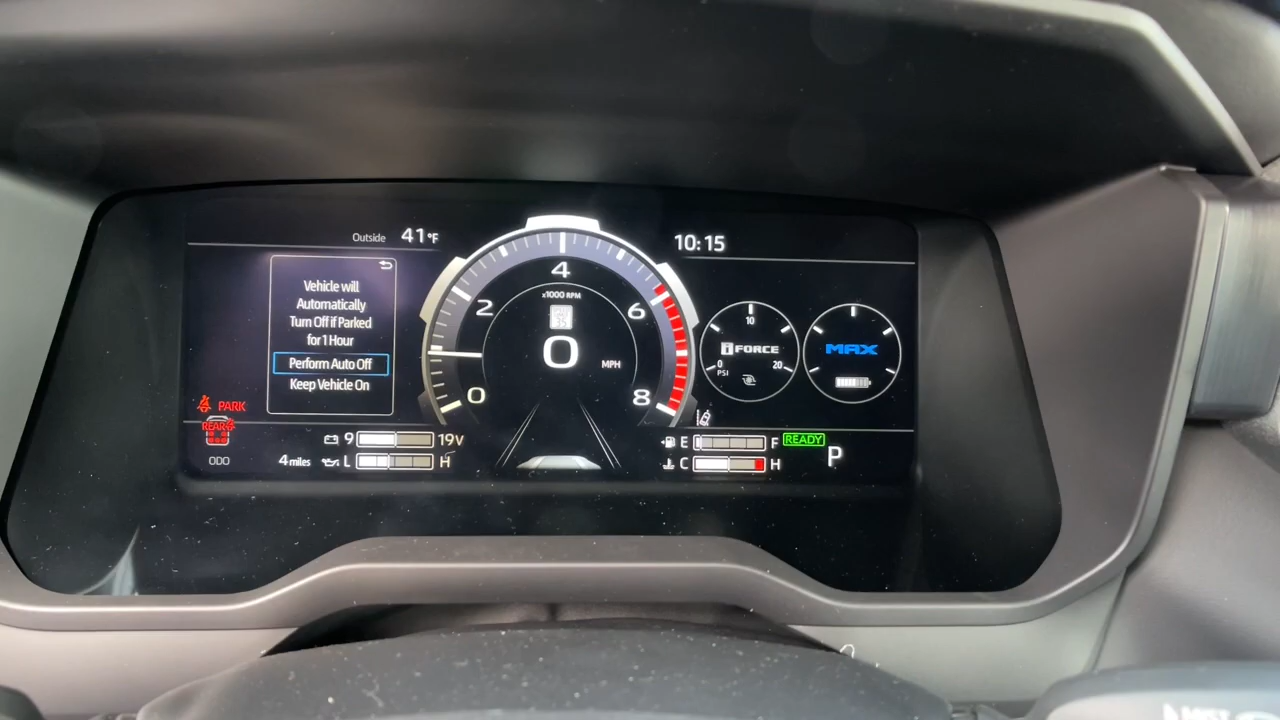 Outside 41°F
10:15
Vehicle will
Automatically
Turn Off if Parked
for 1 Hour
Perform Auto Off
Keep Vehicle On
0
2
4
6
8
x1000 RPM
0
MPH
10
i FORCE
0
20
PSI
MAX
PARK
REAR
ODO
4 miles
9
19V
L
H
E
F
READY
C
H
P